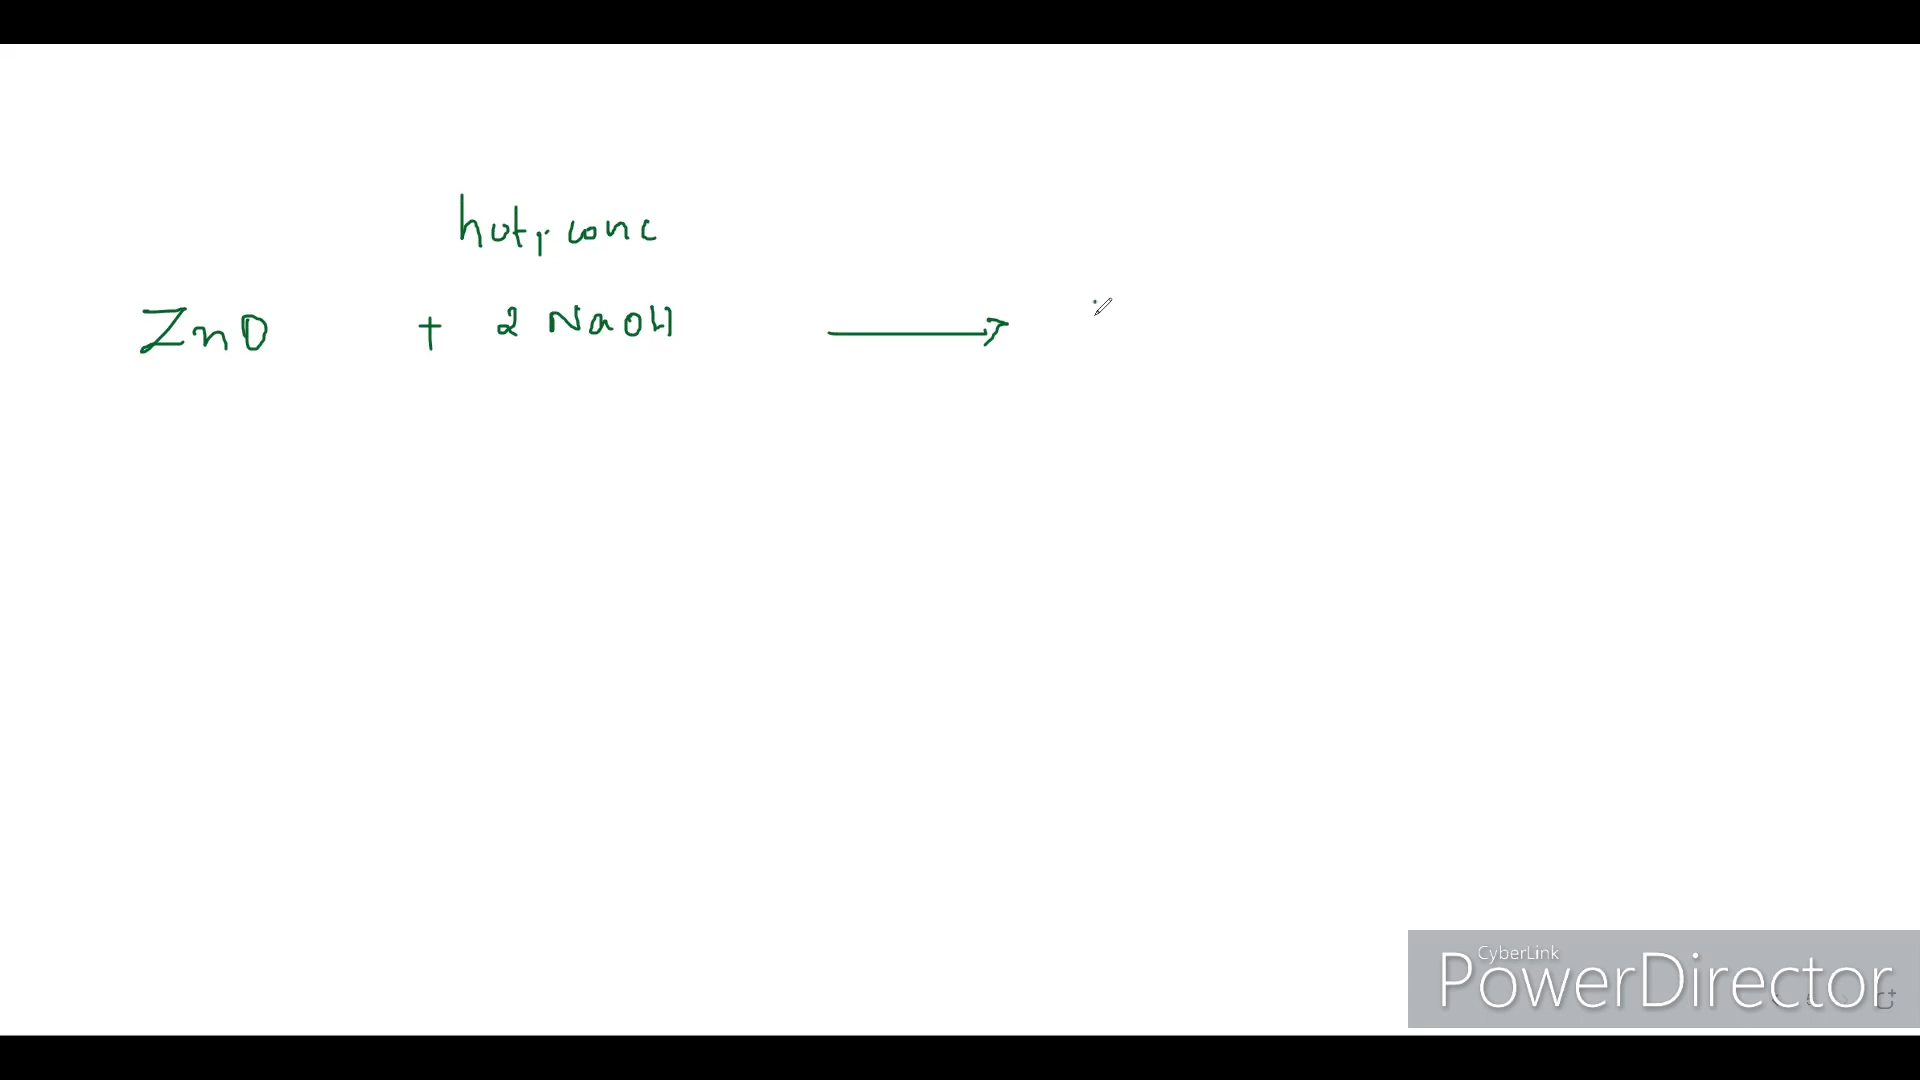 hot, conc
ZnO + 2 NaOH →
CyberLink
PowerDirector